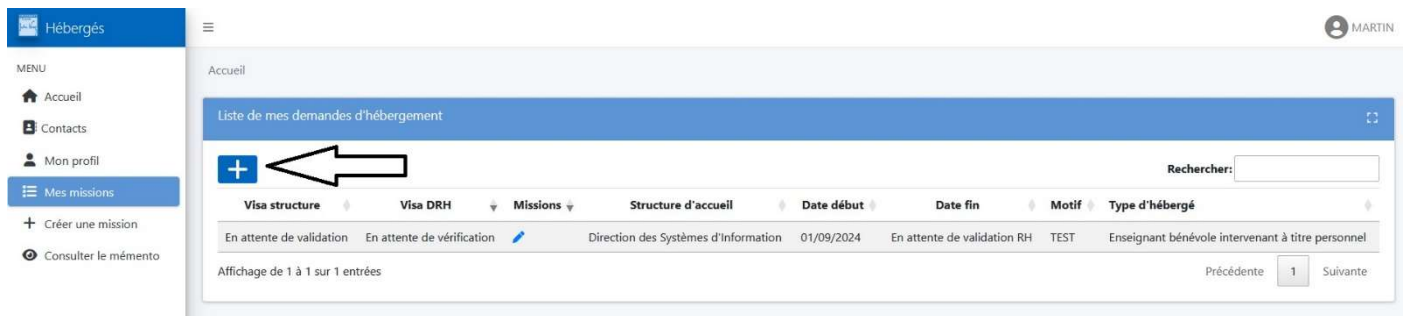 Hébergés
MARTIN
MENU
Accueil
Contacts
Mon profil
Mes missions
Créer une mission
Consulter le mémento
Accueil
Liste de mes demandes d'hébergement
Rechercher:
Visa structure Visa DRH Missions Structure d'accueil Date début Date fin Motif Type d'hébergé
En attente de validation En attente de vérification Direction des Systèmes d'Information 01/09/2024 En attente de validation RH TEST Enseignant bénévole intervenant à titre personnel
Affichage de 1 à 1 sur 1 entrées
Précédente 1 Suivante